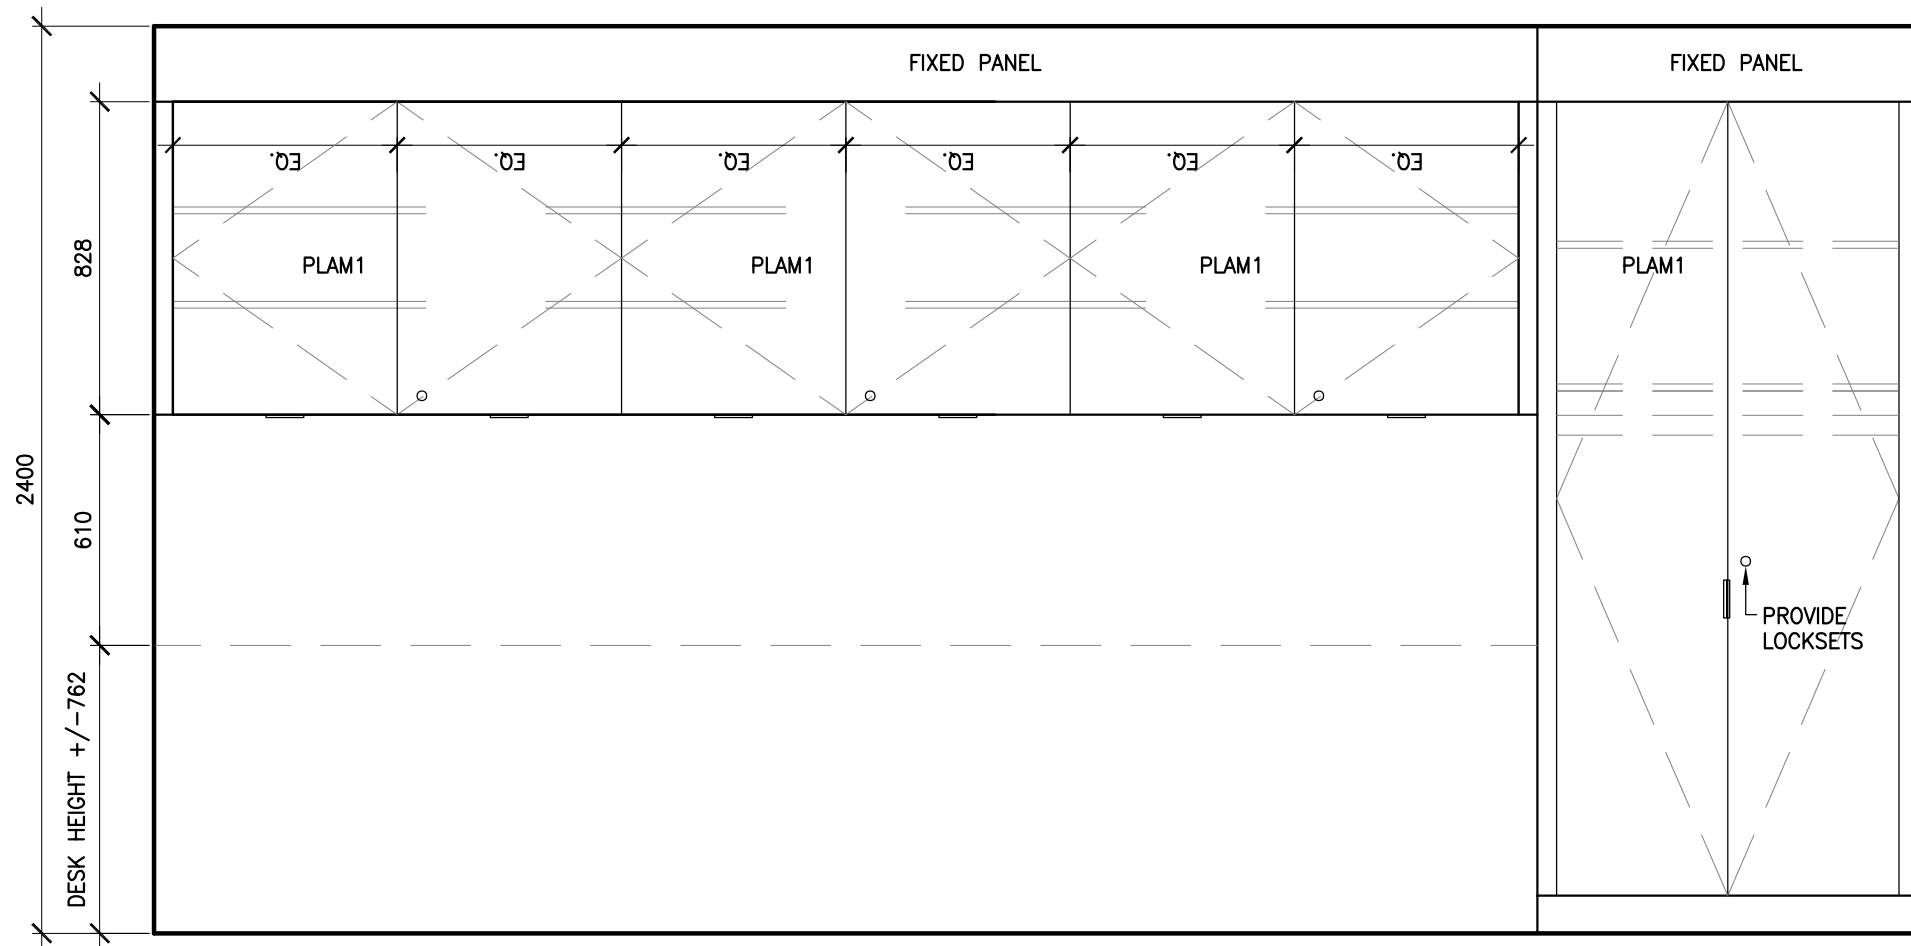 FIXED PANEL
FIXED PANEL
EQ.
EQ.
EQ.
EQ.
EQ.
EQ.
828
PLAM1
PLAM1
PLAM1
PLAM1
2400
610
PROVIDE
LOCKSETS
DESK HEIGHT +/-762